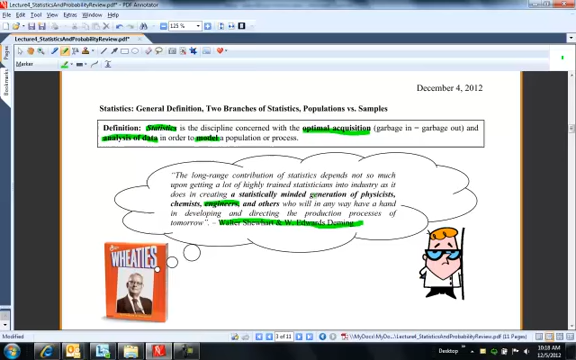 Lecture4_StatisticsAndProbabilityReview.pdf* - PDF Annotator
File Edit View Tools Extras Window Help
125 %
Lecture4_StatisticsAndProbabilityReview.pdf*
Marker
Pages
Bookmarks
December 4, 2012
Statistics: General Definition, Two Branches of Statistics, Populations vs. Samples
Definition: Statistics is the discipline concerned with the optimal acquisition (garbage in = garbage out) and
analysis of data in order to model a population or process.
“The long-range contribution of statistics depends not so much
upon getting a lot of highly trained statisticians into industry as it
does in creating a statistically minded generation of physicists,
chemists, engineers, and others who will in any way have a hand
in developing and directing the production processes of
tomorrow”. – Walter Shewhart & W. Edwards Deming
WHEATIES
Modified
3 of 11
Lecture4_StatisticsAndProbabilityReview.pdf (11 Pages)
Desktop
10:18 AM
12/5/2012